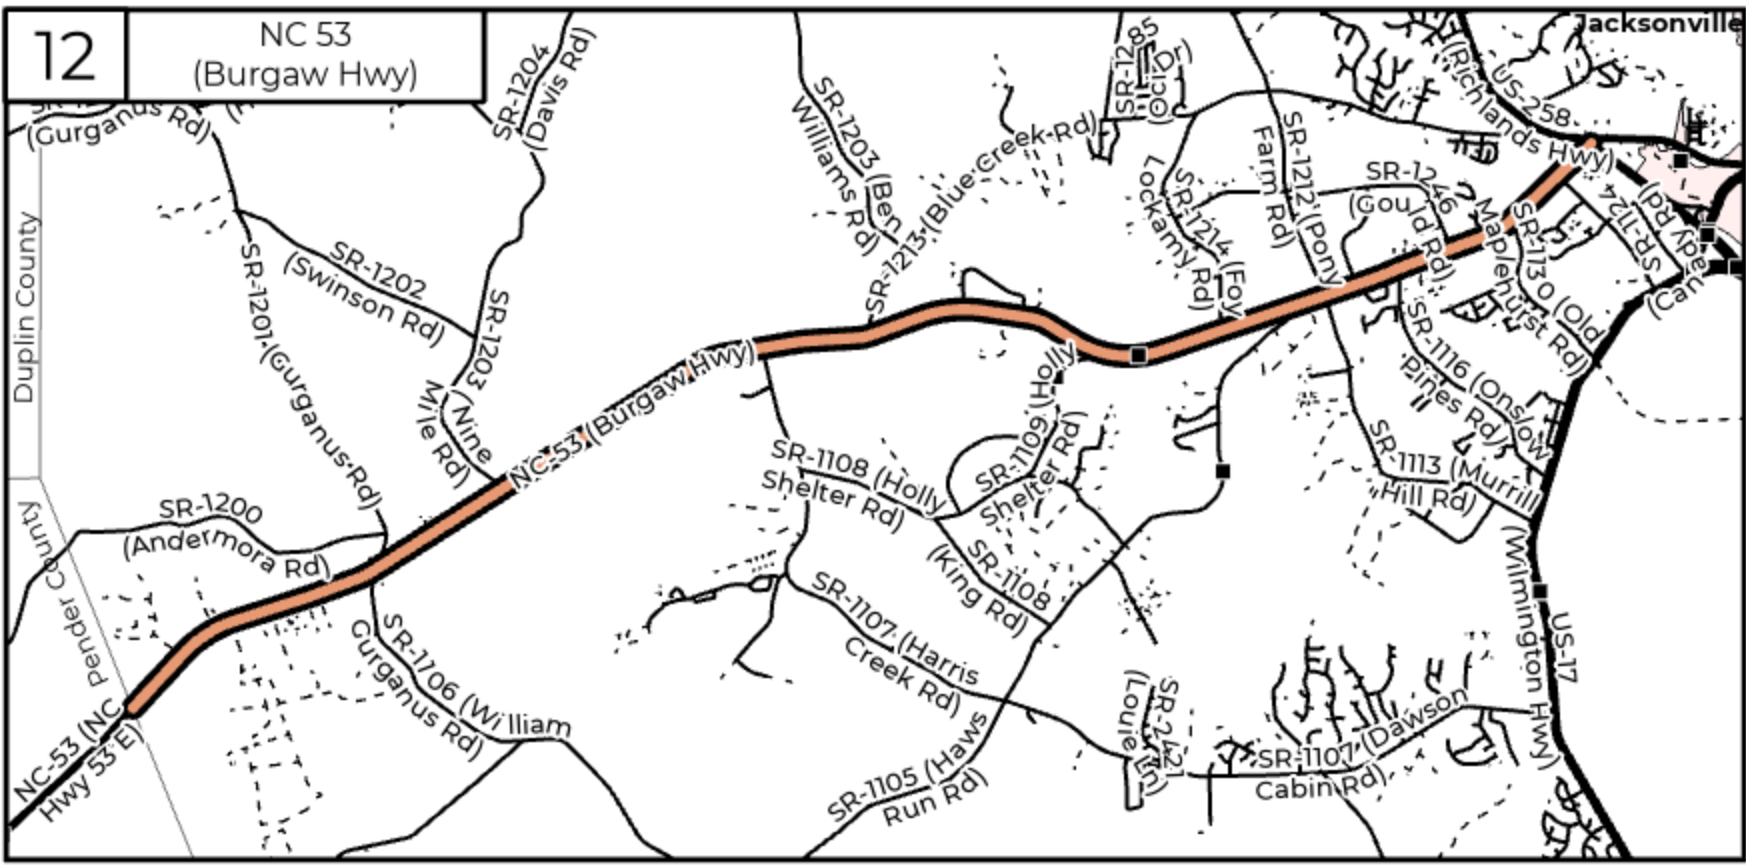 12
NC 53
(Burgaw Hwy)
Jacksonville
(Gurganus Rd)
SR-1204
(Davis Rd)
SR-1203 (Ben
Williams Rd)
SR-1213 (Blue Creek Rd)
SR-1285
US-258
(Richlands Hwy)
SR-1212 (Pony
Farm Rd)
SR-1214 (Foy
Lockamy Rd)
SR-1246
(Gould Rd)
SR-1130 (Old
Maplehurst Rd)
SR-1124
Duplin County
SR-1202
(Swinson Rd)
SR-1201 (Gurganus Rd)
SR-1203 (Nine
Mile Rd)
NC-53 (Burgaw Hwy)
SR-1109 (Holly
Shelter Rd)
SR-1116 (Onslow
Pines Rd)
SR-1108 (Holly
Shelter Rd)
SR-1113 (Murrill
Hill Rd)
SR-1200
(Andermora Rd)
Pender County
SR-1108
(King Rd)
SR-1107 (Harris
Creek Rd)
US-17
(Wilmington Hwy)
SR-1706 (William
Gurganus Rd)
NC-53 (NC
Hwy 53 E)
SR-2421
(Louie Ln)
SR-1105 (Haws
Run Rd)
SR-1107 (Dawson
Cabin Rd)